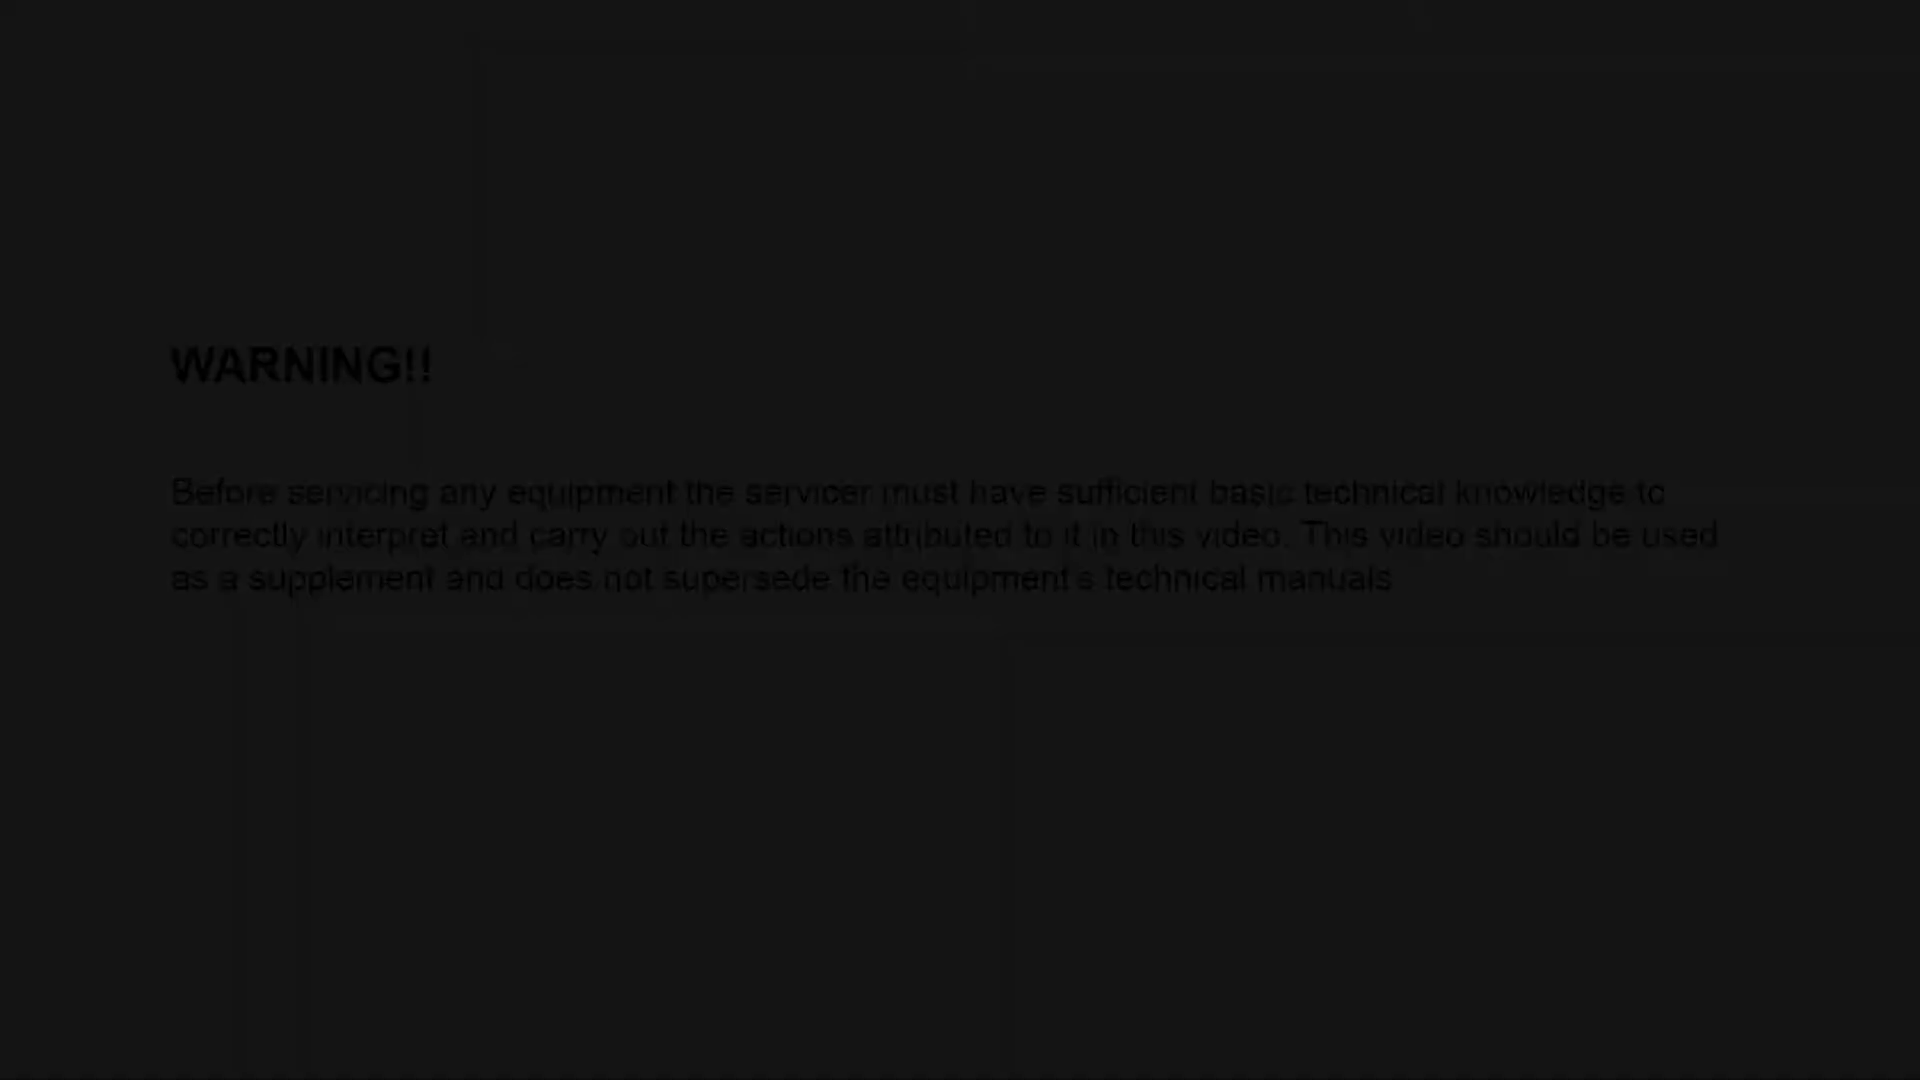 WARNING!!
Before servicing any equipment the servicer must have sufficient basic technical knowledge to
correctly interpret and carry out the actions attributed to it in this video. This video should be used
as a supplement and does not supersede the equipment's technical manuals